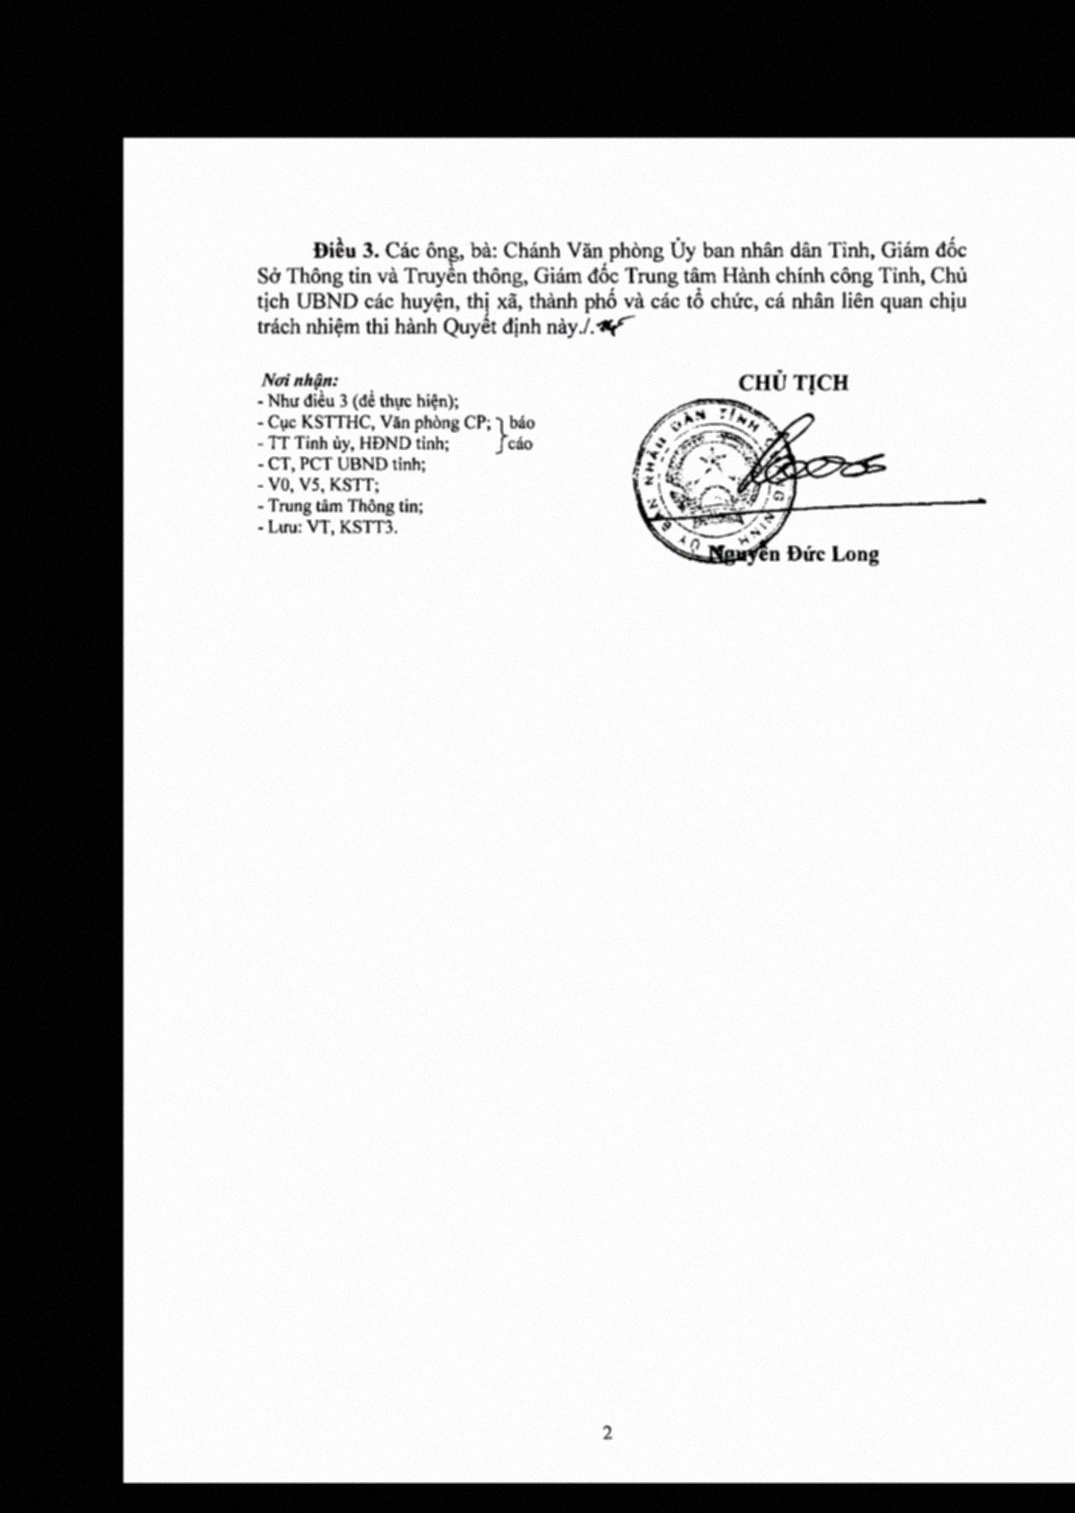 Điều 3. Các ông, bà: Chánh Văn phòng Ủy ban nhân dân Tỉnh, Giám đốc
Sở Thông tin và Truyền thông, Giám đốc Trung tâm Hành chính công Tỉnh, Chủ
tịch UBND các huyện, thị xã, thành phố và các tổ chức, cá nhân liên quan chịu
trách nhiệm thi hành Quyết định này./.
Nơi nhận:
- Như điều 3 (để thực hiện);
- Cục KSTTHC, Văn phòng CP; báo
- TT Tỉnh ủy, HĐND tỉnh; cáo
- CT, PCT UBND tỉnh;
- V0, V5, KSTT;
- Trung tâm Thông tin;
- Lưu: VT, KSTT3.
CHỦ TỊCH
ỦY BAN NHÂN DÂN TỈNH NINH
Nguyễn Đức Long
2